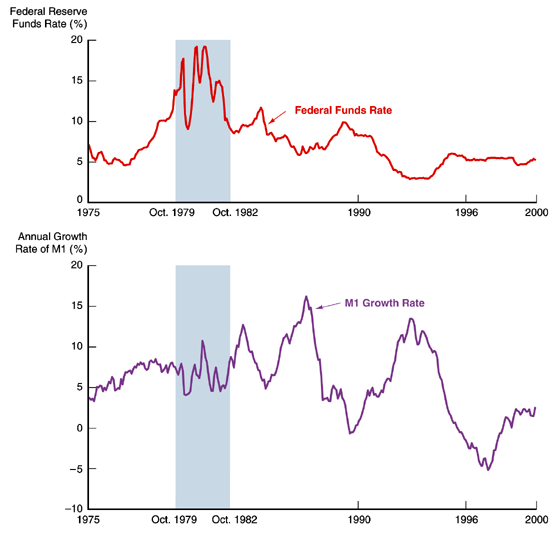 Federal Reserve
Funds Rate (%)
20
15
10
5
0
Federal Funds Rate
1975
Oct. 1979
Oct. 1982
1990
1996
2000
Annual Growth
Rate of M1 (%)
20
15
10
5
0
−5
−10
M1 Growth Rate
1975
Oct. 1979
Oct. 1982
1990
1996
2000